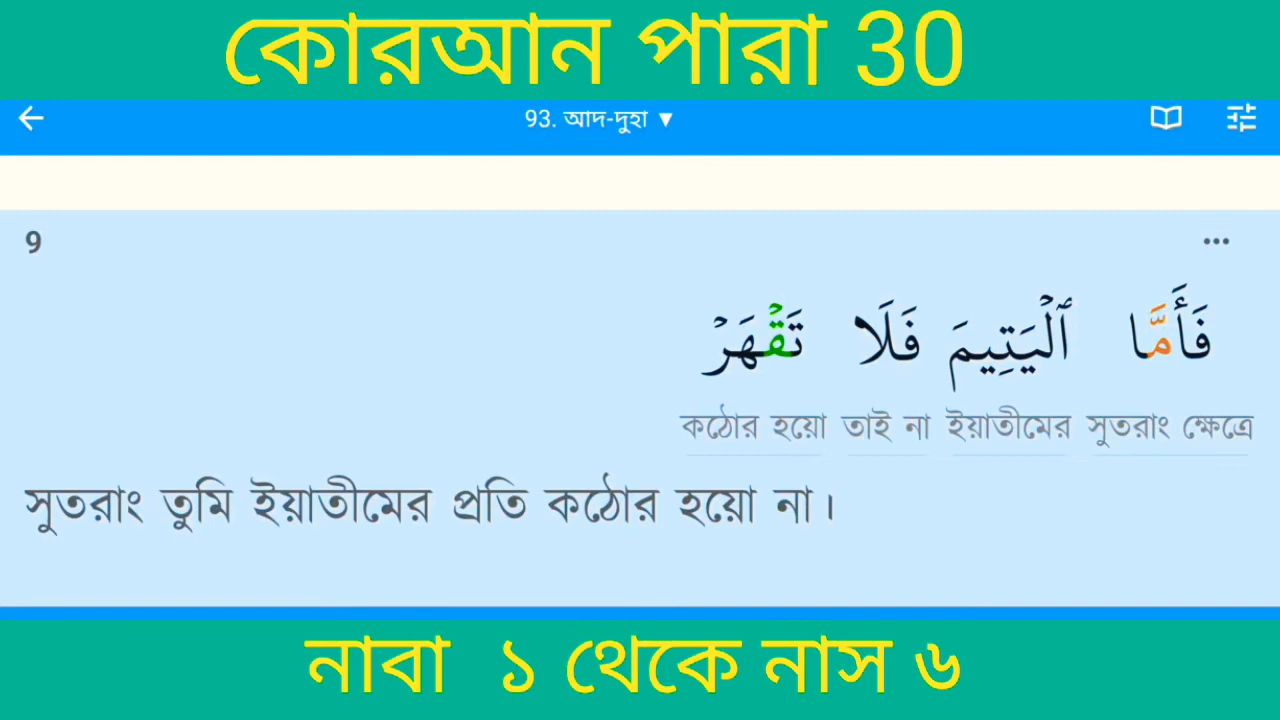 কোরআন পারা 30
93. আদ-দুহা ▼
9
فَأَمَّا ٱلْيَتِيمَ فَلَا تَقْهَرْ
কঠোর হয়ো তাই না ইয়াতীমের সুতরাং ক্ষেত্রে
সুতরাং তুমি ইয়াতীমের প্রতি কঠোর হয়ো না।
নাবা ১ থেকে নাস ৬